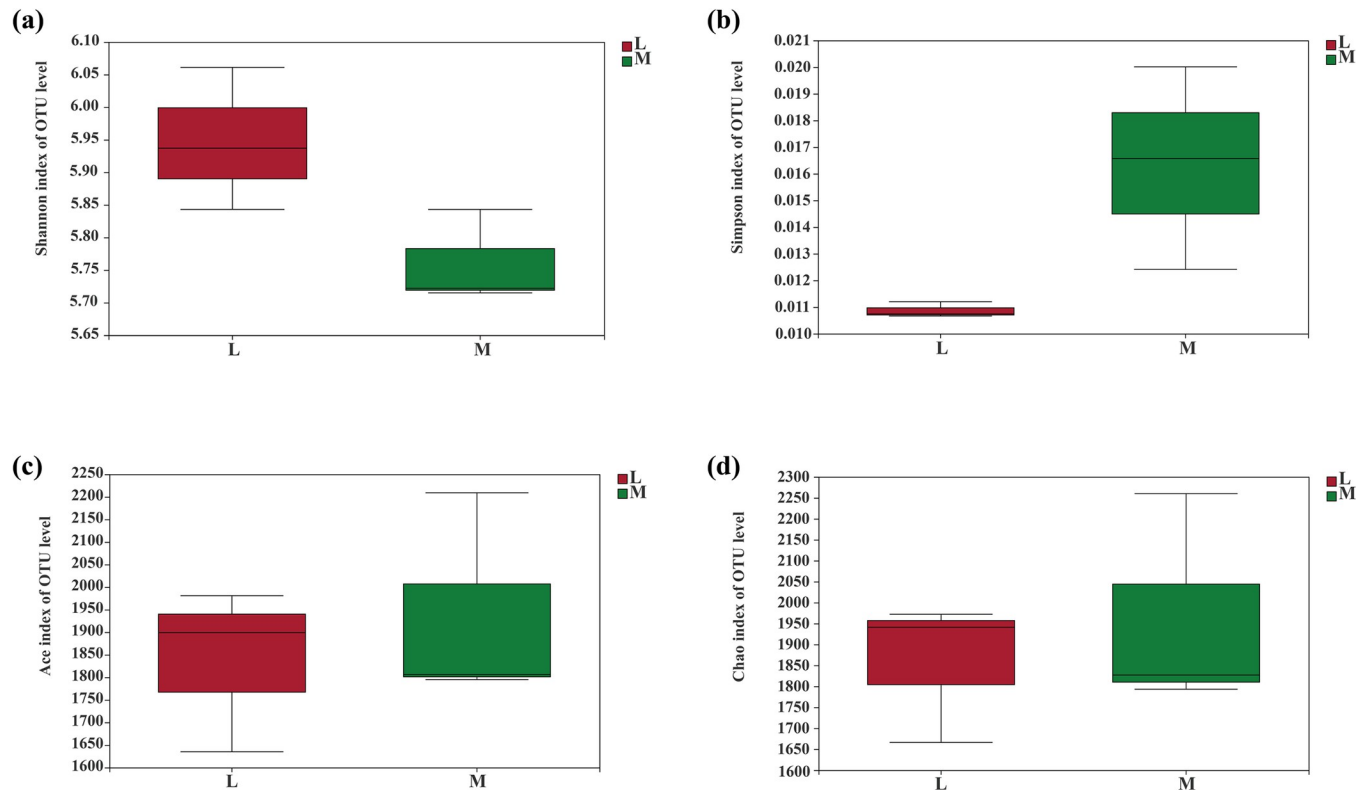 (a)
Shannon index of OTU level
6.10
6.05
6.00
5.95
5.90
5.85
5.80
5.75
5.70
5.65
L
M
L
M
(b)
Simpson index of OTU level
0.021
0.020
0.018
0.017
0.016
0.014
0.013
0.012
0.011
0.010
L
M
L
M
(c)
Ace index of OTU level
2250
2200
2150
2100
2050
2000
1950
1900
1850
1800
1750
1700
1650
1600
L
M
L
M
(d)
Chao index of OTU level
2300
2250
2200
2150
2100
2050
2000
1950
1900
1850
1800
1750
1700
1650
1600
L
M
L
M